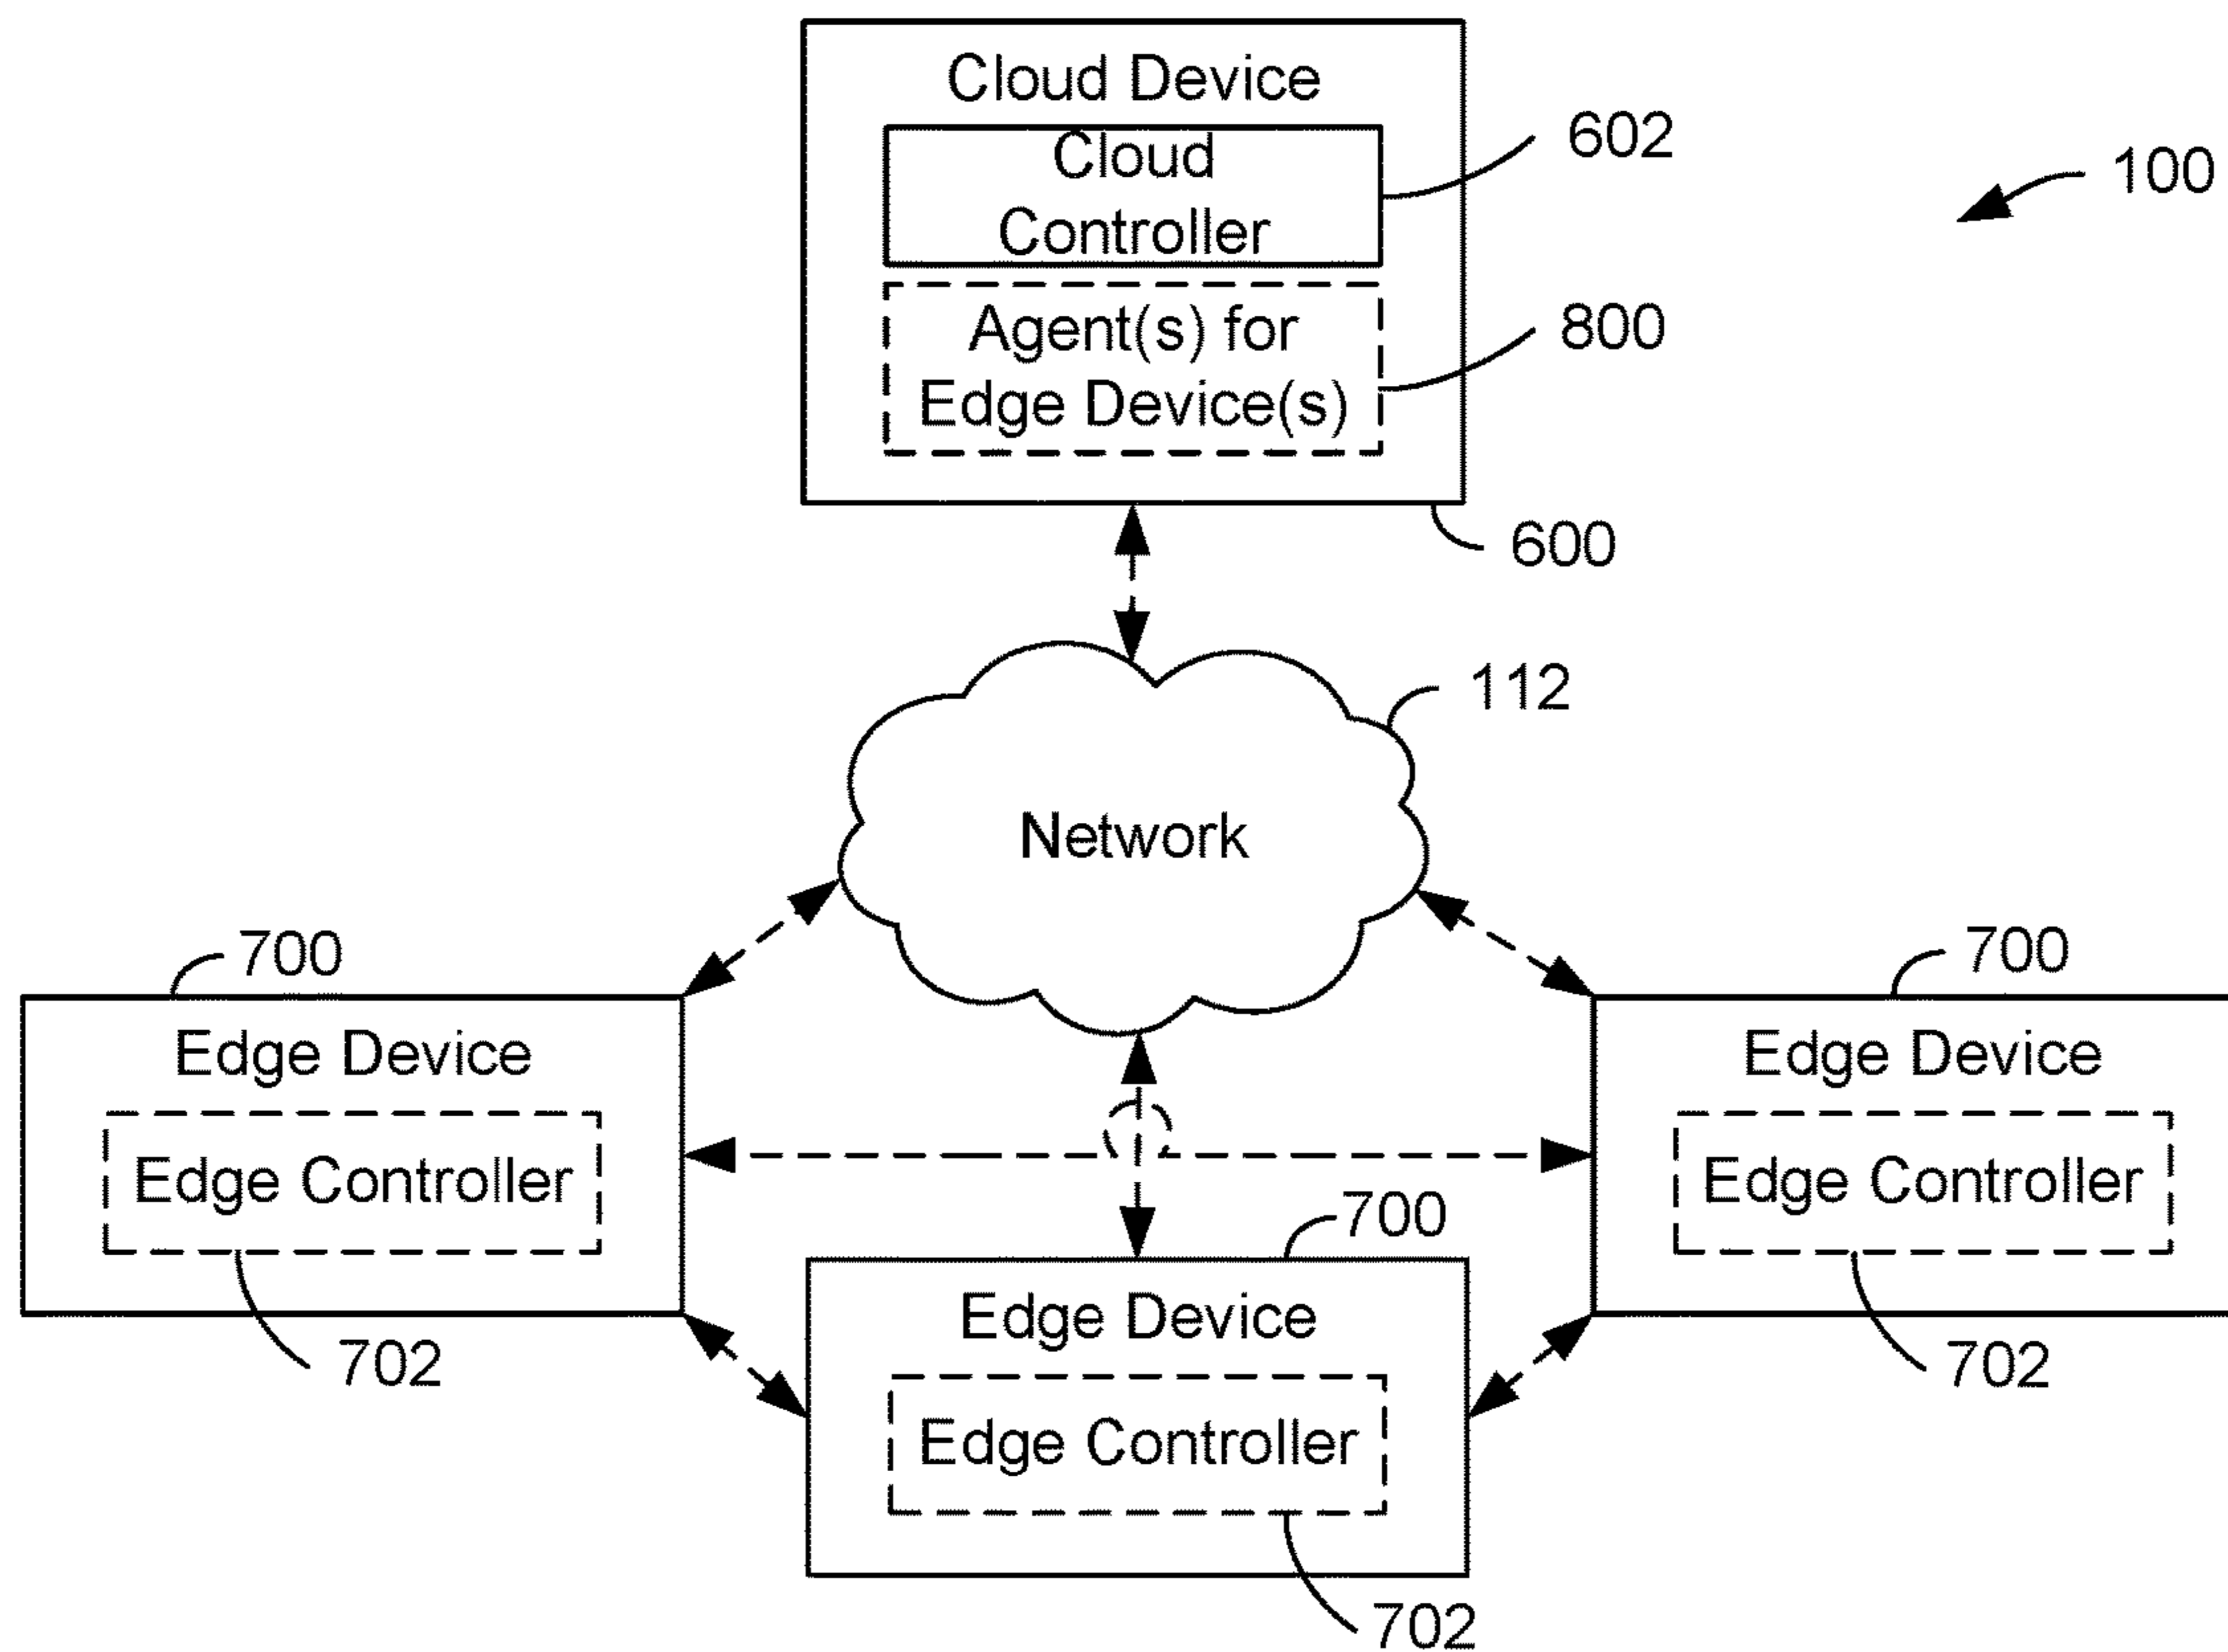 Cloud Device
Cloud
Controller
602
100
Agent(s) for
Edge Device(s)
800
600
112
Network
700
Edge Device
Edge Controller
702
700
Edge Device
Edge Controller
702
700
Edge Device
Edge Controller
702